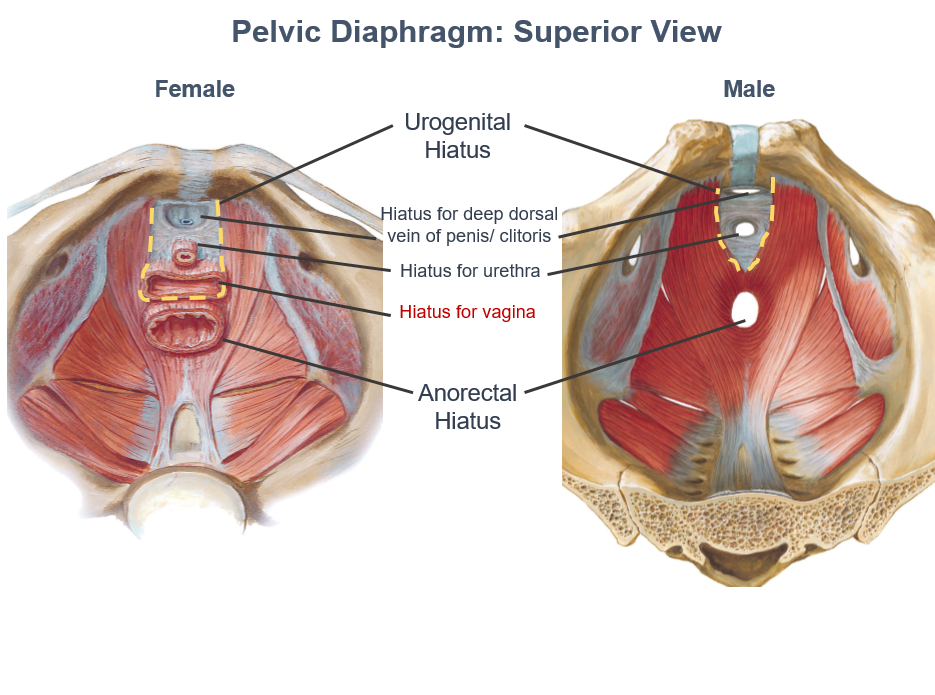 Pelvic Diaphragm: Superior View
Female
Male
Urogenital
Hiatus
Hiatus for deep dorsal
vein of penis/ clitoris
Hiatus for urethra
Hiatus for vagina
Anorectal
Hiatus